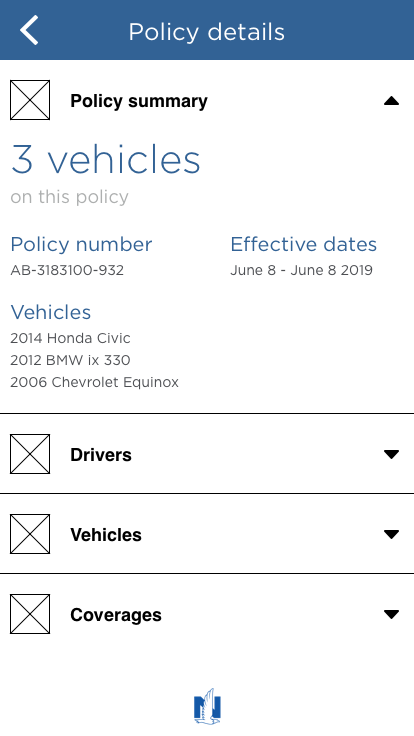 Policy details
Policy summary
3 vehicles
on this policy
Policy number
AB-3183100-932
Effective dates
June 8 - June 8 2019
Vehicles
2014 Honda Civic
2012 BMW ix 330
2006 Chevrolet Equinox
Drivers
Vehicles
Coverages
N